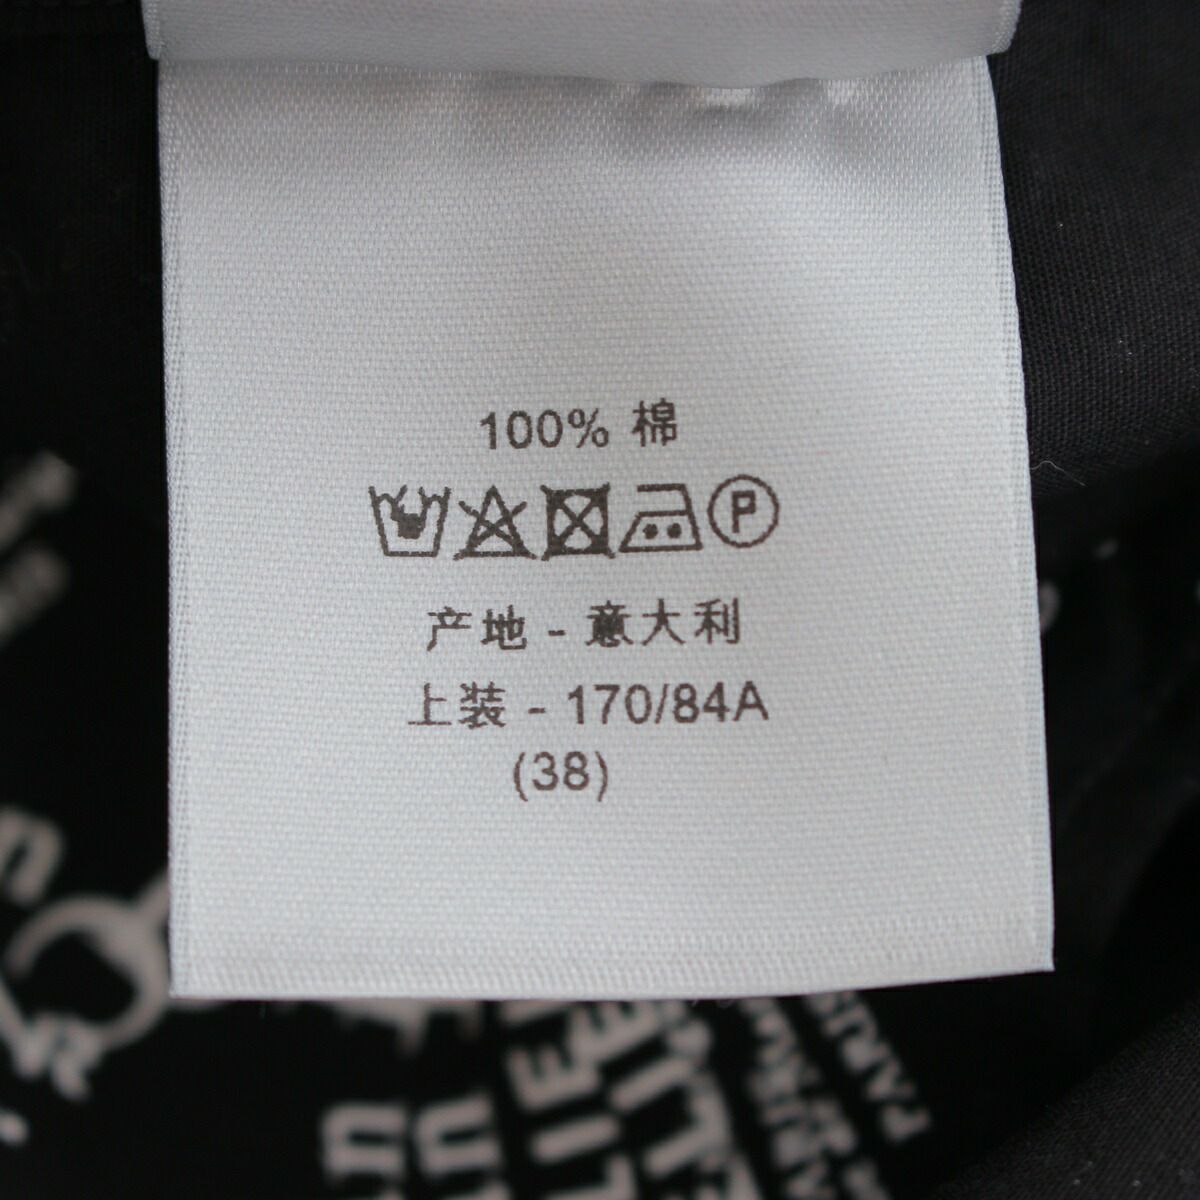 100% 棉
P
产地 - 意大利
上装 - 170/84A
(38)